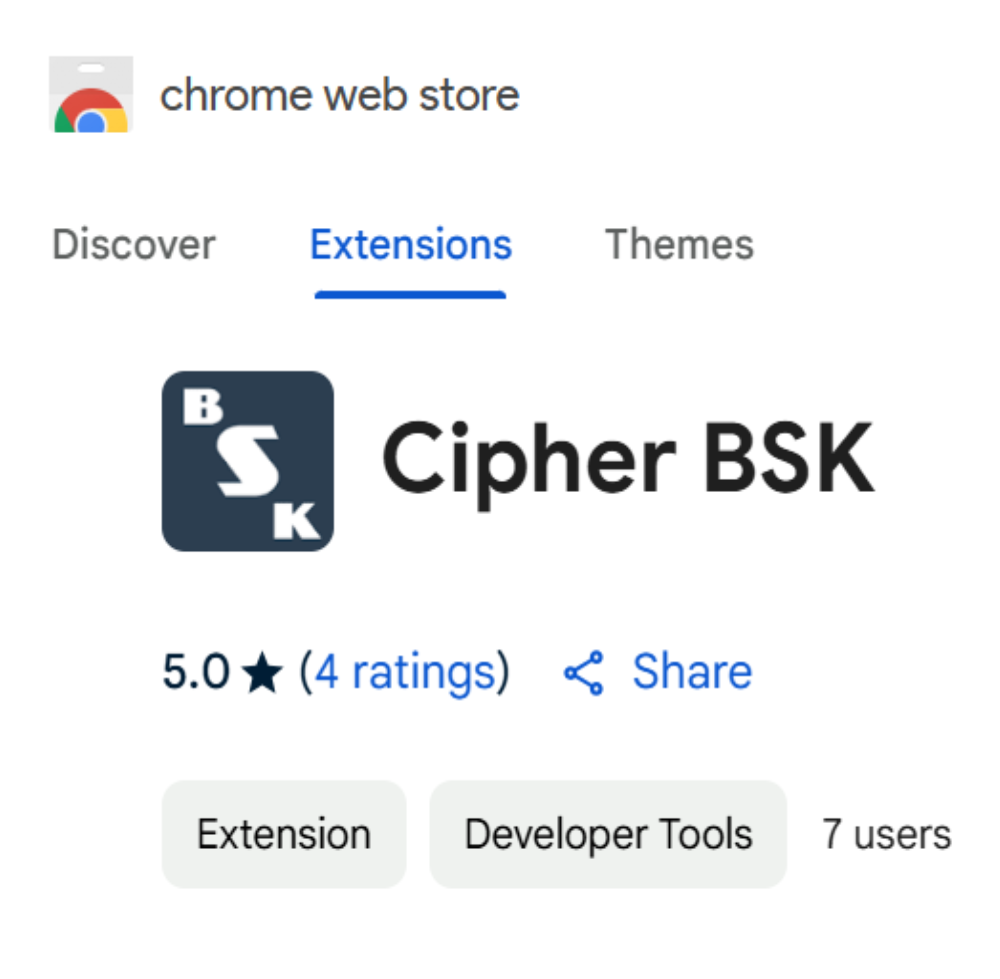 chrome web store
Discover Extensions Themes
B
S
K
Cipher BSK
5.0 ★ (4 ratings) Share
Extension Developer Tools 7 users